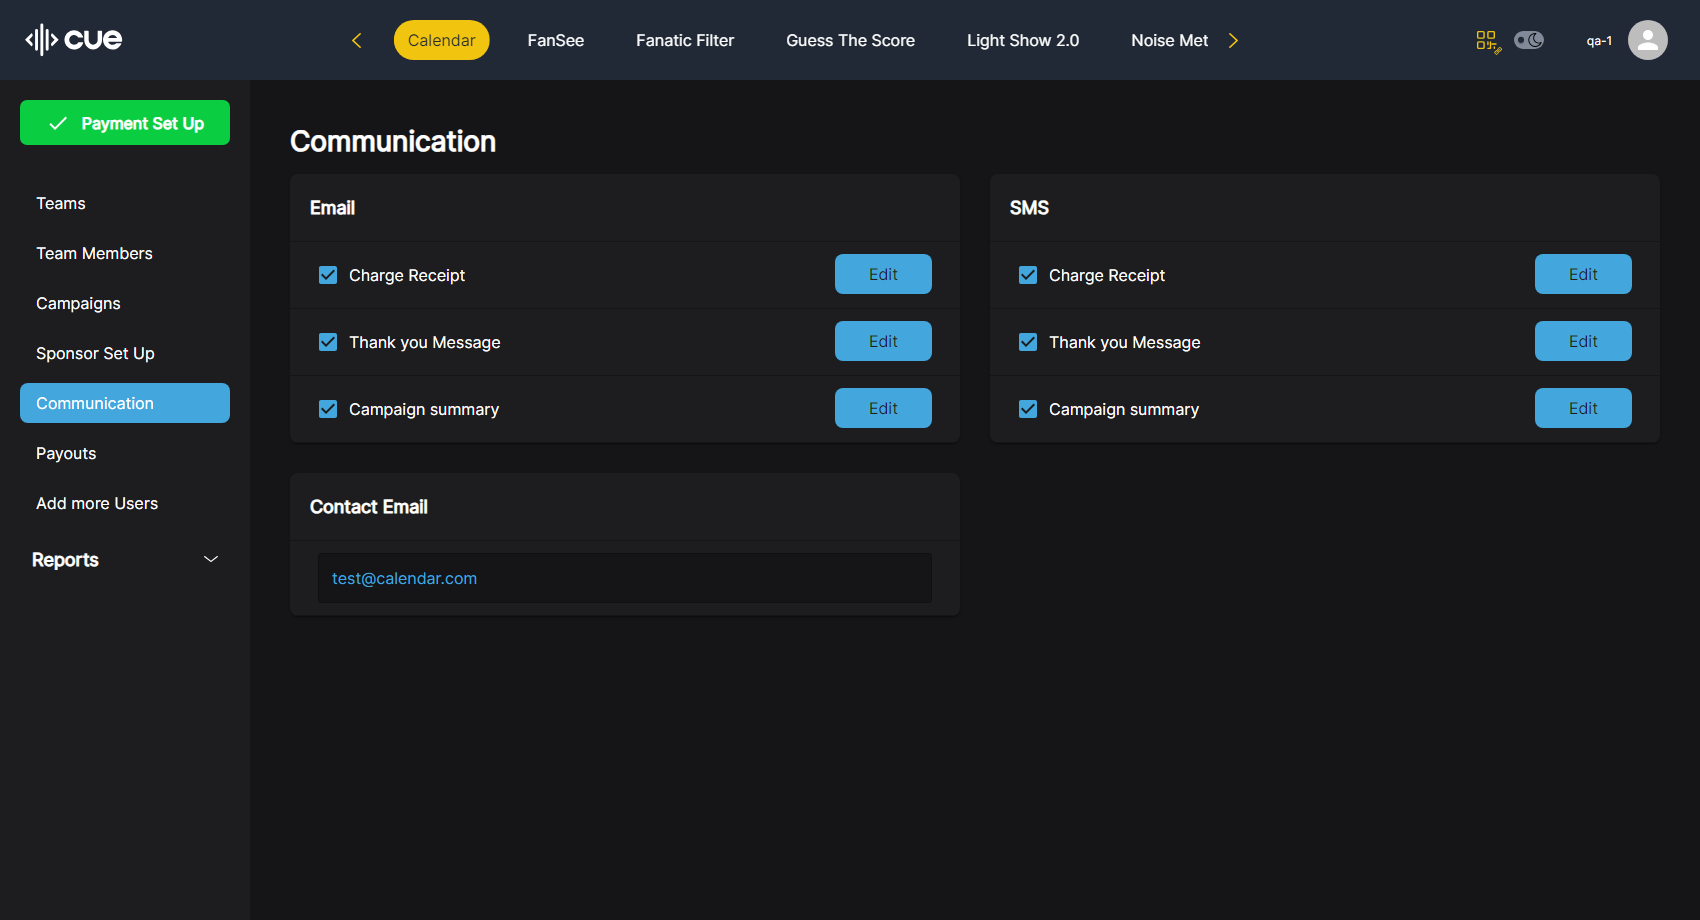 cue
Calendar
FanSee
Fanatic Filter
Guess The Score
Light Show 2.0
Noise Met
qa-1
Payment Set Up
Teams
Team Members
Campaigns
Sponsor Set Up
Communication
Payouts
Add more Users
Reports
Communication
Email
Charge Receipt Edit
Thank you Message Edit
Campaign summary Edit
SMS
Charge Receipt Edit
Thank you Message Edit
Campaign summary Edit
Contact Email
test@calendar.com